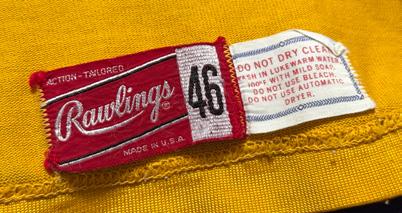 ACTION-TAILORED
Rawlings®
MADE IN U.S.A.
46
DO NOT DRY CLEAN
WASH IN LUKEWARM WATER
100°F WITH MILD SOAP.
DO NOT USE BLEACH.
DO NOT USE AUTOMATIC
DRYER.